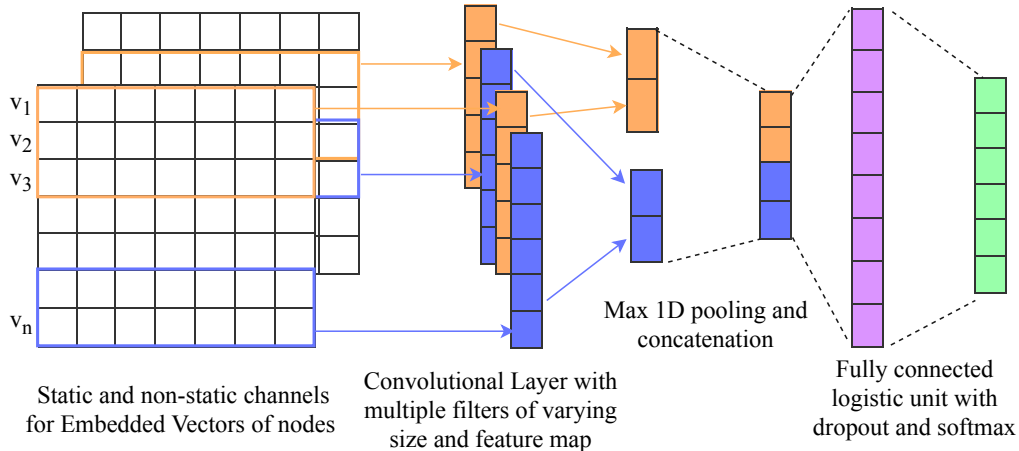 v1
v2
v3
vn
Static and non-static channels
for Embedded Vectors of nodes
Convolutional Layer with
multiple filters of varying
size and feature map
Max 1D pooling and
concatenation
Fully connected
logistic unit with
dropout and softmax